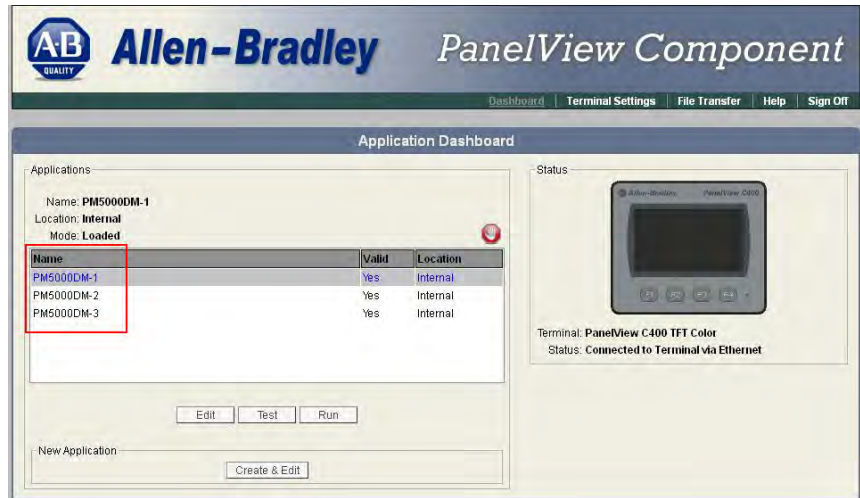 AB
QUALITY
Allen-Bradley
PanelView Component
Dashboard | Terminal Settings | File Transfer | Help | Sign Off
Application Dashboard
Applications
Name: PM5000DM-1
Location: Internal
Mode: Loaded
Name Valid Location
PM5000DM-1 Yes Internal
PM5000DM-2 Yes Internal
PM5000DM-3 Yes Internal
Edit Test Run
New Application
Create & Edit
Status
Allen-Bradley PanelView C400
F1 F2 F3 F4
Terminal: PanelView C400 TFT Color
Status: Connected to Terminal via Ethernet